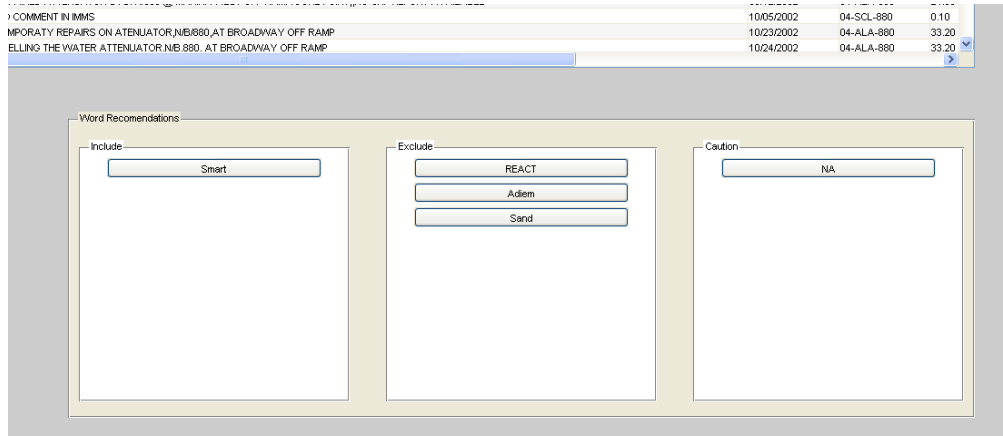 COMMENT IN IMMS 10/05/2002 04-SCL-880 0.10
MPORATY REPAIRS ON ATENUATOR,N/B/880,AT BROADWAY OFF RAMP 10/23/2002 04-ALA-880 33.20
ELLING THE WATER ATTENUATOR.N/B.880. AT BROADWAY OFF RAMP 10/24/2002 04-ALA-880 33.20
Word Recomendations
Include Exclude Caution
Smart REACT NA
Adiem
Sand